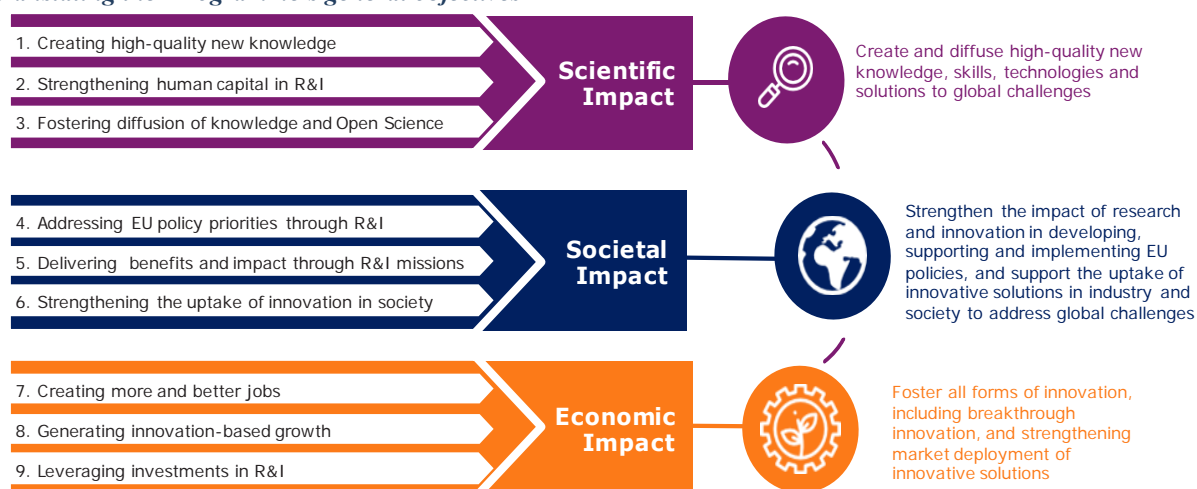 1. Creating high-quality new knowledge
2. Strengthening human capital in R&I
3. Fostering diffusion of knowledge and Open Science
Scientific
Impact
Create and diffuse high-quality new
knowledge, skills, technologies and
solutions to global challenges
4. Addressing EU policy priorities through R&I
5. Delivering benefits and impact through R&I missions
6. Strengthening the uptake of innovation in society
Societal
Impact
Strengthen the impact of research
and innovation in developing,
supporting and implementing EU
policies, and support the uptake of
innovative solutions in industry and
society to address global challenges
7. Creating more and better jobs
8. Generating innovation-based growth
9. Leveraging investments in R&I
Economic
Impact
Foster all forms of innovation,
including breakthrough
innovation, and strengthening
market deployment of
innovative solutions